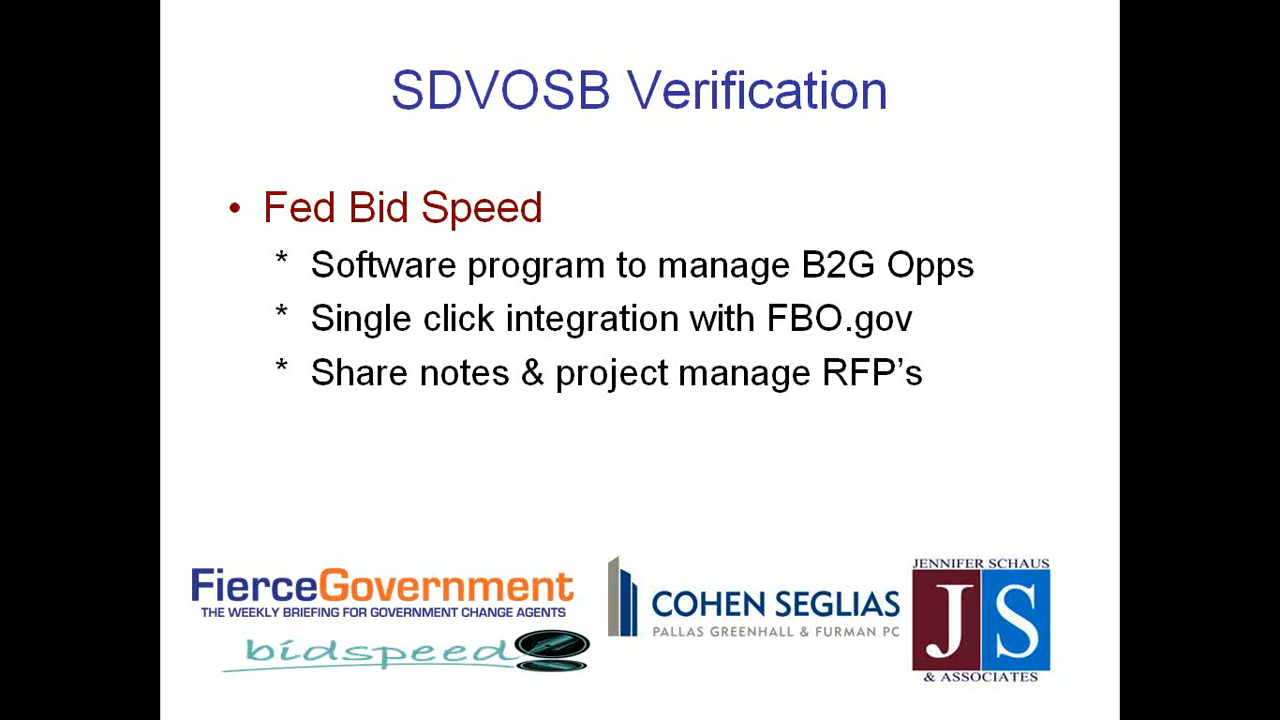 SDVOSB Verification
• Fed Bid Speed
* Software program to manage B2G Opps
* Single click integration with FBO.gov
* Share notes & project manage RFP’s
FierceGovernment
THE WEEKLY BRIEFING FOR GOVERNMENT CHANGE AGENTS
bidspeed
COHEN SEGLIAS
PALLAS GREENHALL & FURMAN PC
JENNIFER SCHAUS
JS
& ASSOCIATES